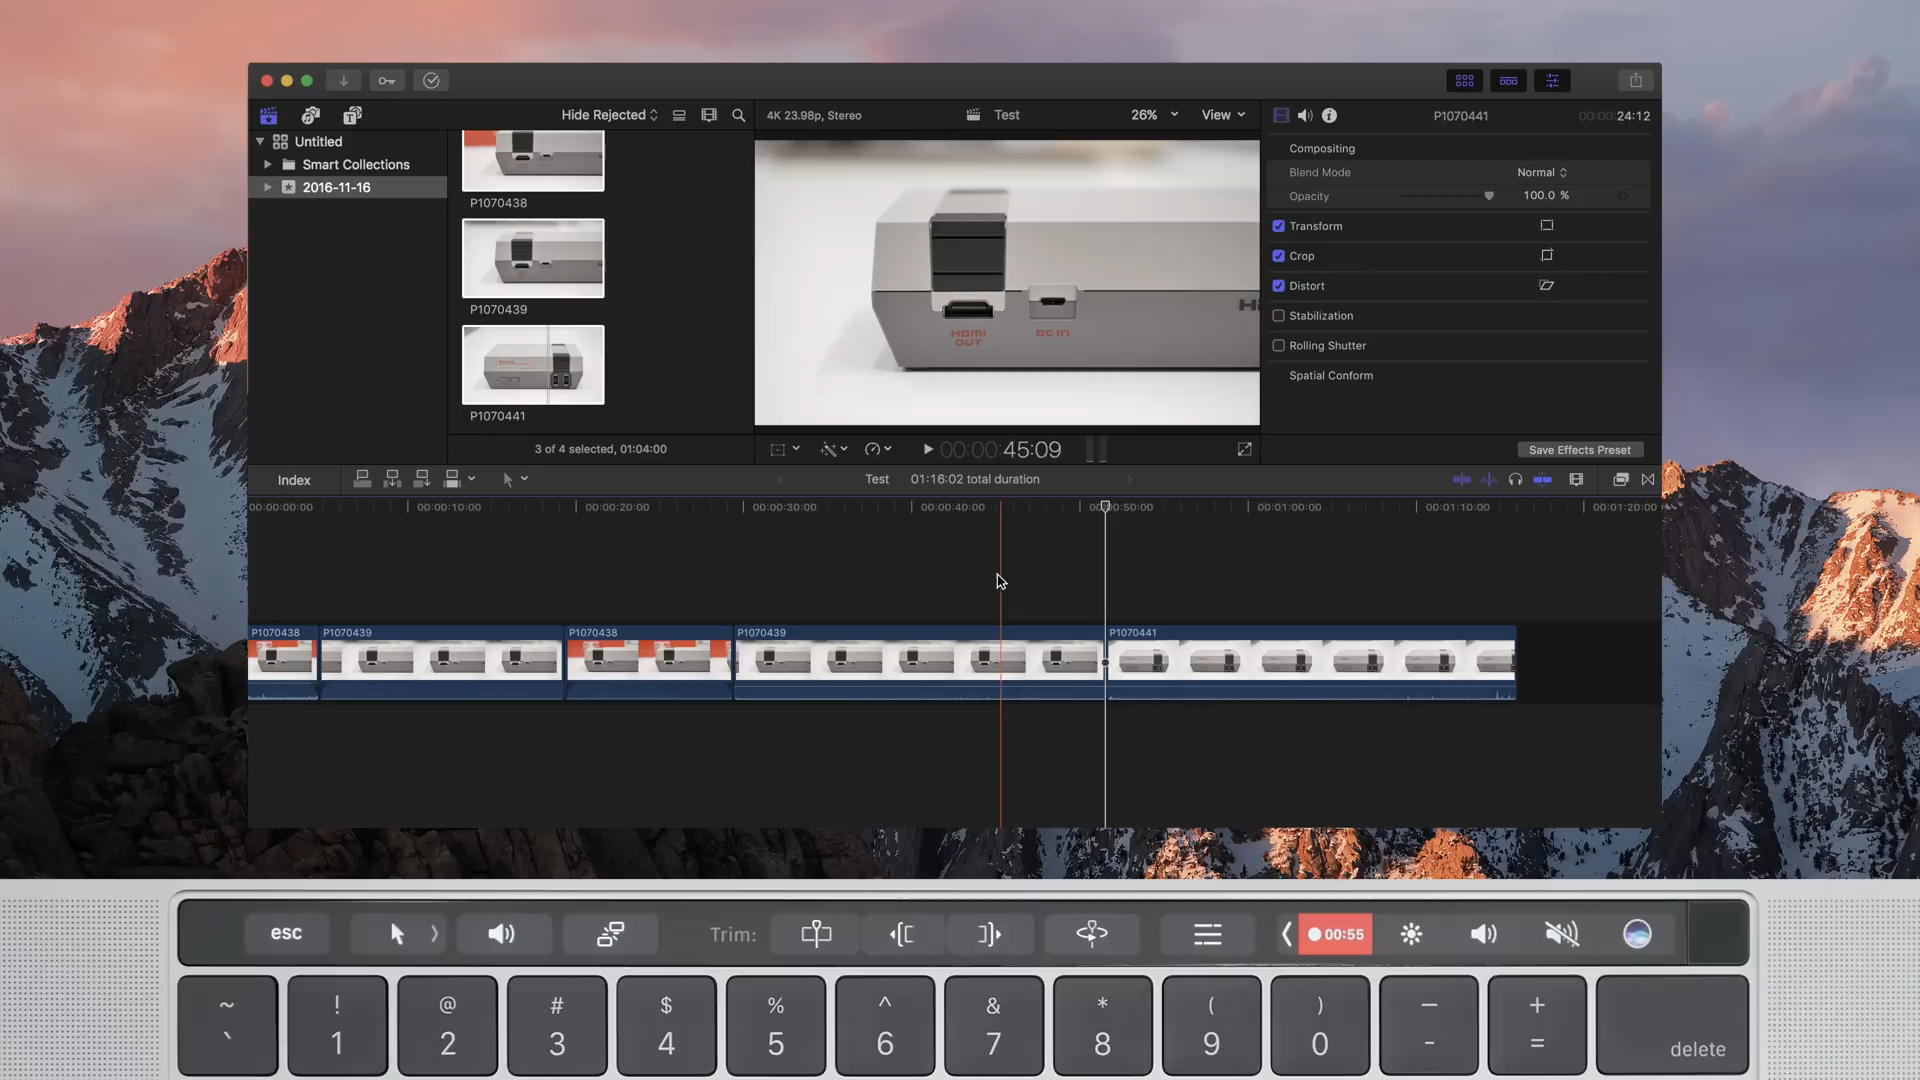 Hide Rejected
4K 23.98p, Stereo
Test
26%
View
P1070441
00:00:24:12
Untitled
Smart Collections
2016-11-16
P1070438
P1070439
P1070441
3 of 4 selected, 01:04:00
HDMI
OUT
DC IN
Compositing
Blend Mode
Normal
Opacity
100.0 %
Transform
Crop
Distort
Stabilization
Rolling Shutter
Spatial Conform
00:00:45:09
Save Effects Preset
Index
Test
01:16:02 total duration
00:00:00:00
00:00:10:00
00:00:20:00
00:00:30:00
00:00:40:00
00:00:50:00
00:01:00:00
00:01:10:00
00:01:20:00
P1070438
P1070439
P1070438
P1070439
P1070441
esc
Trim:
00:55
~ ! @ # $ % ^ & * ( ) — +
` 1 2 3 4 5 6 7 8 9 0 - =
delete